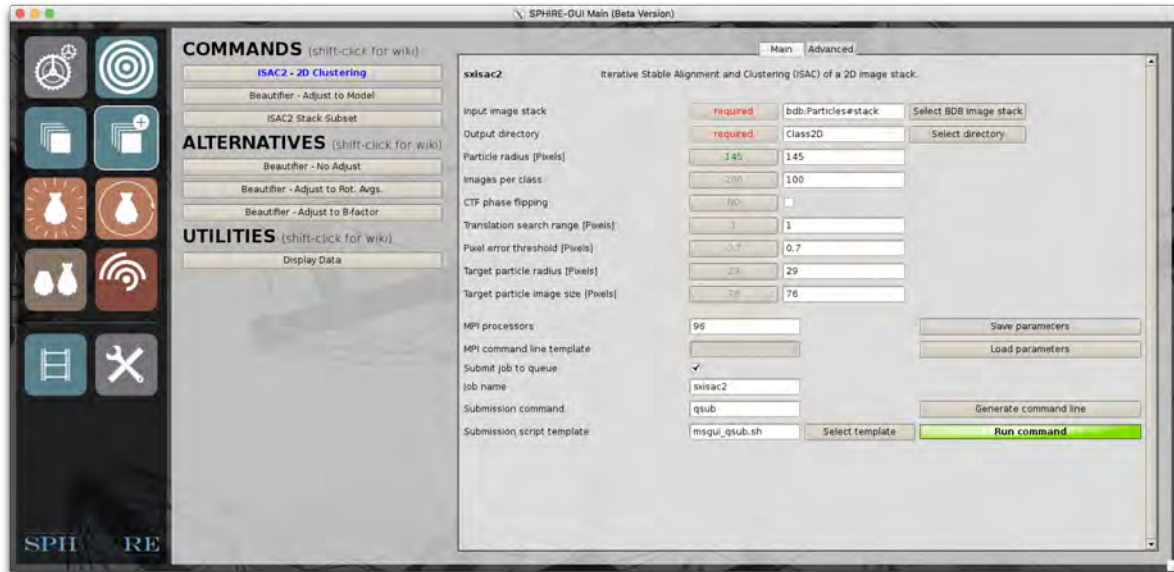 SPHIRE-GUI Main (Beta Version)
COMMANDS (shift-click for wiki)
ISAC2 - 2D Clustering
Beautifier - Adjust to Model
ISAC2 Stack Subset
ALTERNATIVES (shift-click for wiki)
Beautifier - No Adjust
Beautifier - Adjust to Rot. Avgs.
Beautifier - Adjust to B-factor
UTILITIES (shift-click for wiki)
Display Data
SPH RE
Main Advanced
sxisac2 Iterative Stable Alignment and Clustering (ISAC) of a 2D image stack.
Input image stack required bdb:Particles#stack Select BDB image stack
Output directory required Class2D Select directory
Particle radius [Pixels] 145 145
Images per class 200 100
CTF phase flipping NO
Translation search range [Pixels] 1 1
Pixel error threshold [Pixels] 0.7 0.7
Target particle radius [Pixels] 29 29
Target particle image size [Pixels] 76 76
MPI processors 96 Save parameters
MPI command line template Load parameters
Submit job to queue
Job name sxisac2
Submission command qsub Generate command line
Submission script template msgui_qsub.sh Select template Run command